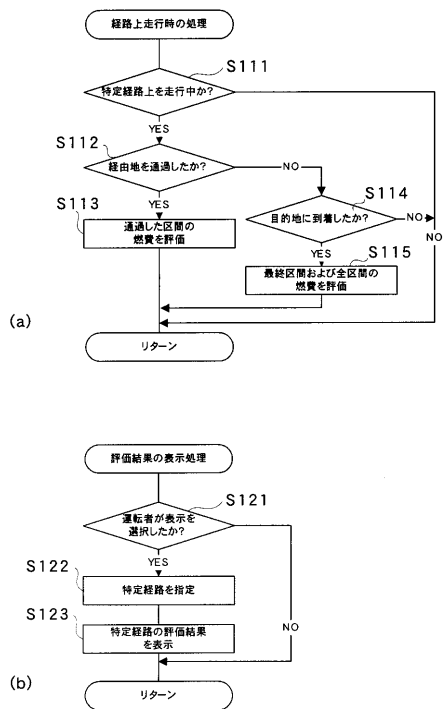 経路上走行時の処理
S111
特定経路上を走行中か?
S112
YES
経由地を通過したか?
NO
S113
YES
S114
通過した区間の
燃費を評価
目的地に到着したか?
NO
NO
YES
S115
最終区間および全区間の
燃費を評価
(a)
リターン
評価結果の表示処理
S121
運転者が表示を
選択したか?
S122
YES
特定経路を指定
S123
特定経路の評価結果
を表示
NO
(b)
リターン